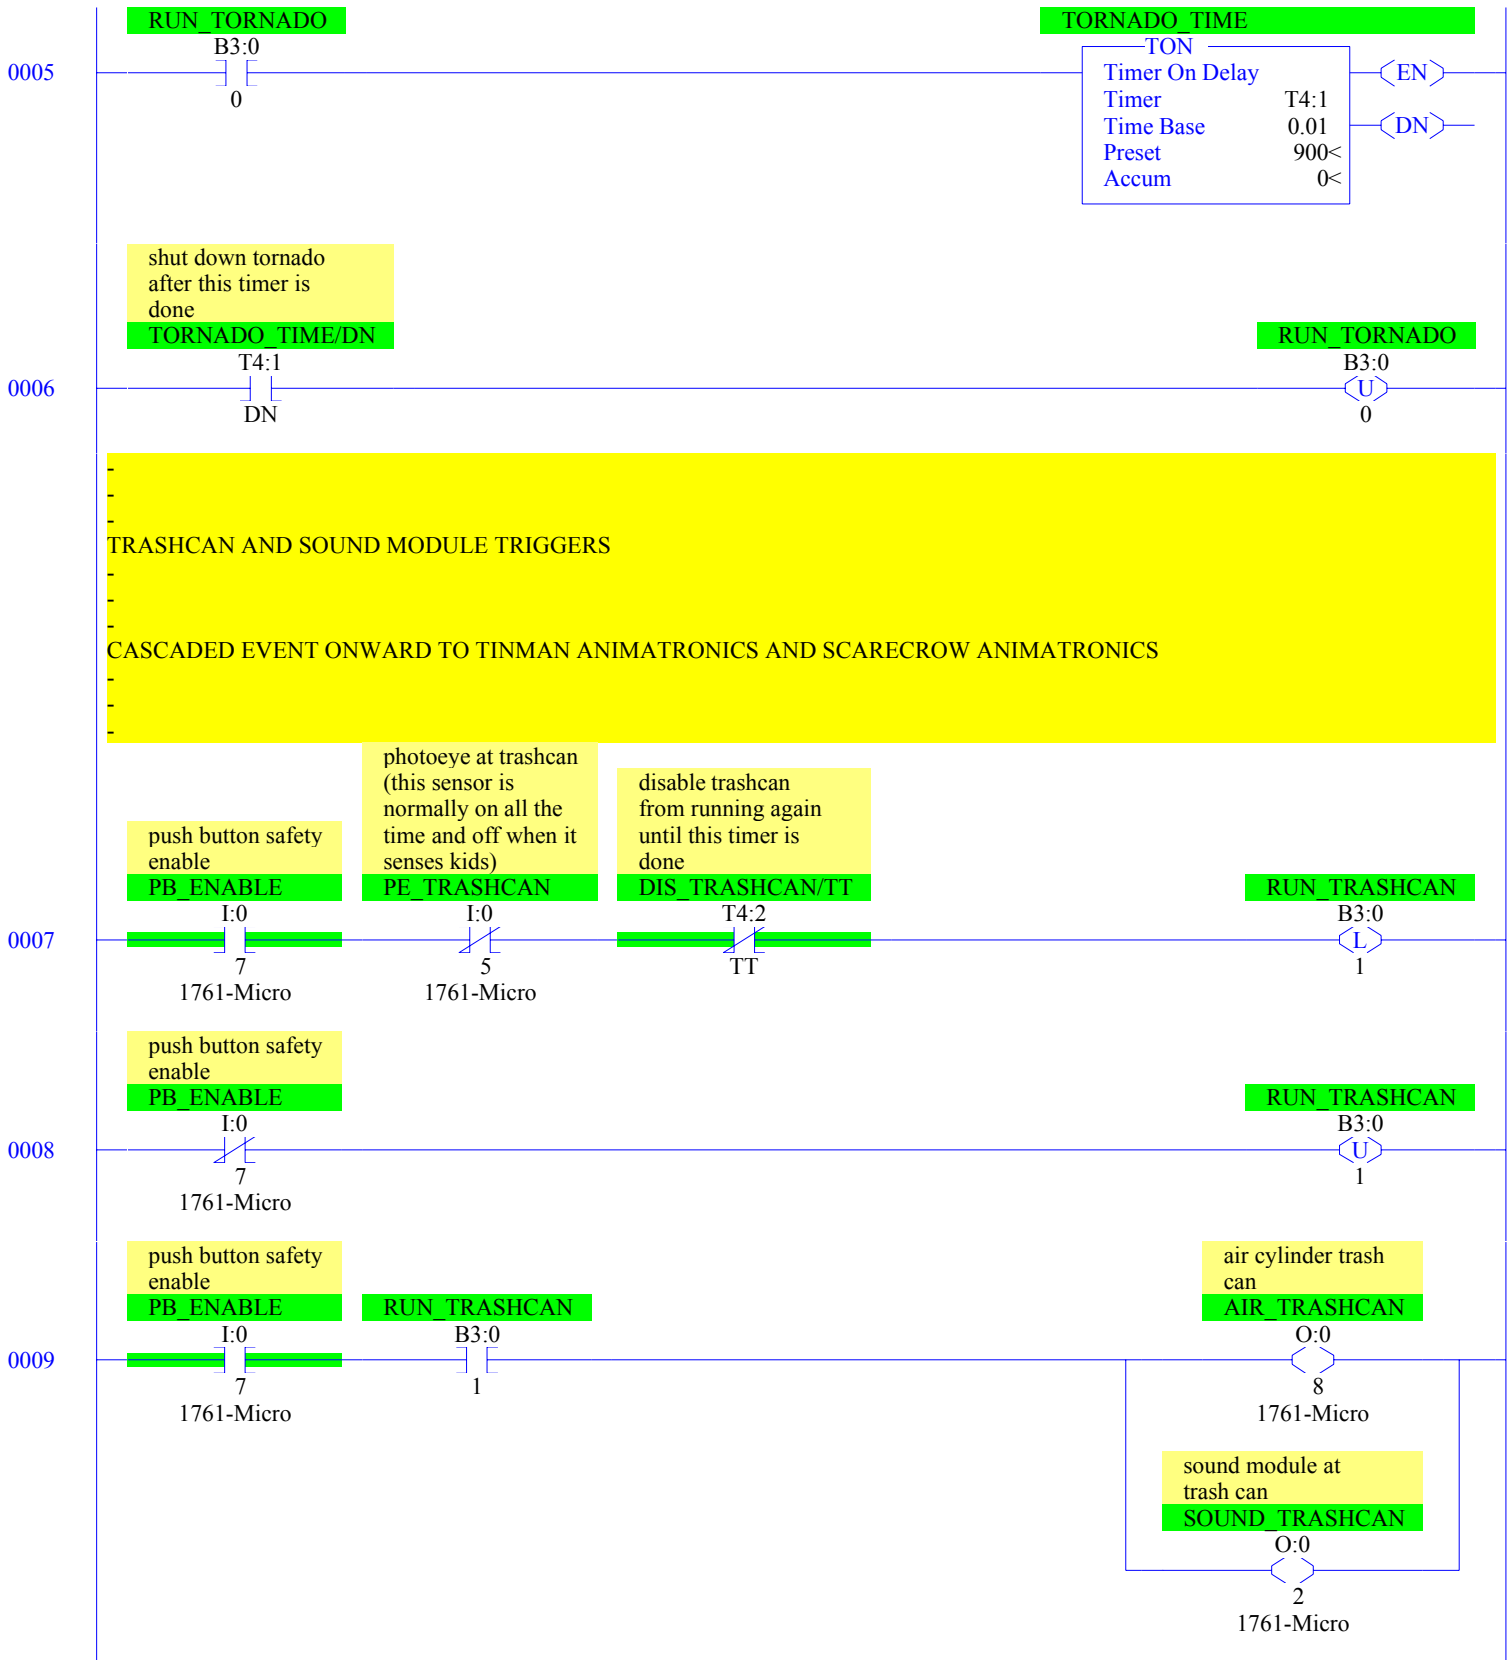 RUN_TORNADO
B3:0
0005
0
TORNADO_TIME
TON
Timer On Delay
Timer T4:1
Time Base 0.01
Preset 900<
Accum 0<
EN
DN
shut down tornado
after this timer is
done
TORNADO_TIME/DN
T4:1
0006
DN
RUN_TORNADO
B3:0
U
0
-
-
-
TRASHCAN AND SOUND MODULE TRIGGERS
-
-
-
CASCADED EVENT ONWARD TO TINMAN ANIMATRONICS AND SCARECROW ANIMATRONICS
-
-
-
push button safety
enable
PB_ENABLE
I:0
0007
7
1761-Micro
photoeye at trashcan
(this sensor is
normally on all the
time and off when it
senses kids)
PE_TRASHCAN
I:0
5
1761-Micro
disable trashcan
from running again
until this timer is
done
DIS_TRASHCAN/TT
T4:2
TT
RUN_TRASHCAN
B3:0
L
1
push button safety
enable
PB_ENABLE
I:0
0008
7
1761-Micro
RUN_TRASHCAN
B3:0
U
1
push button safety
enable
PB_ENABLE
I:0
0009
7
1761-Micro
RUN_TRASHCAN
B3:0
1
air cylinder trash
can
AIR_TRASHCAN
O:0
8
1761-Micro
sound module at
trash can
SOUND_TRASHCAN
O:0
2
1761-Micro